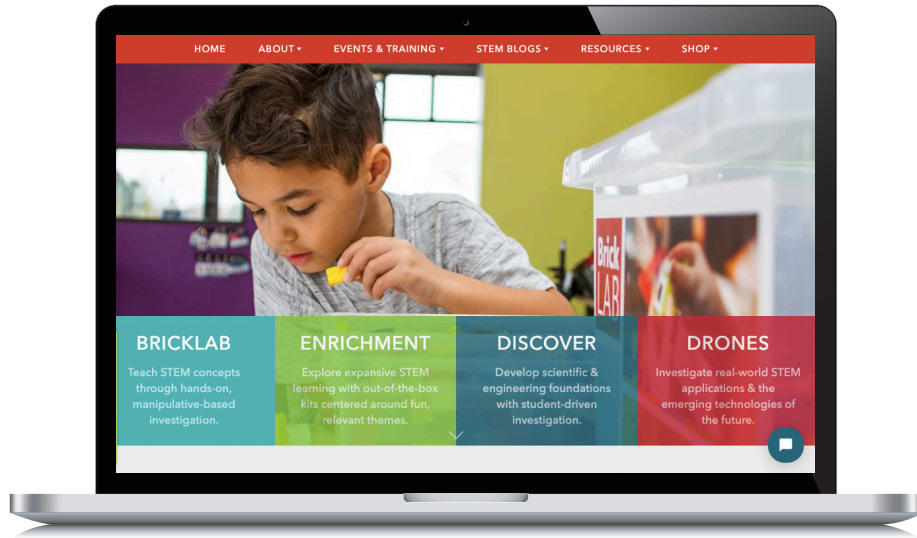 HOME ABOUT EVENTS & TRAINING STEM BLOGS RESOURCES SHOP
Brick
LAB
BRICKLAB
Teach STEM concepts
through hands-on,
manipulative-based
investigation.
ENRICHMENT
Explore expansive STEM
learning with out-of-the-box
kits centered around fun,
relevant themes.
DISCOVER
Develop scientific &
engineering foundations
with student-driven
investigation.
DRONES
Investigate real-world STEM
applications & the
emerging technologies of
the future.